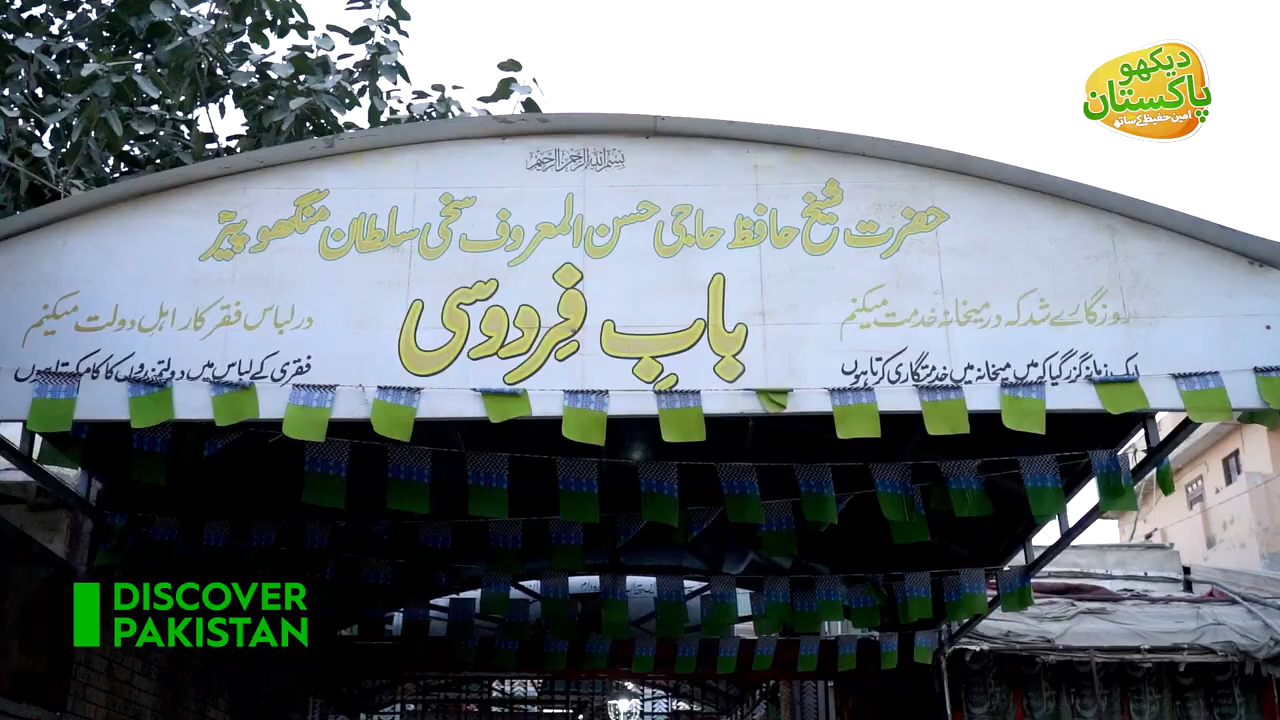 دیکھو
پاکستان
امین حفیظ کے ساتھ
بسم اللہ الرحمن الرحیم
حضرت شیخ حافظ حاجی حسن المعروف سخی سلطان منگھو پیرؒ
بابِ فِردوسی
روزگارے شد کہ در میخانہ خدمت میکنم
در لباس فقر کار اہلِ دولت میکنم
ایک زمانہ گزر گیا کہ میں میخانہ میں خدمتگاری کرتا ہوں
فقری کے لباس میں دولتمندوں کا کام کرتا ہوں
DISCOVER
PAKISTAN